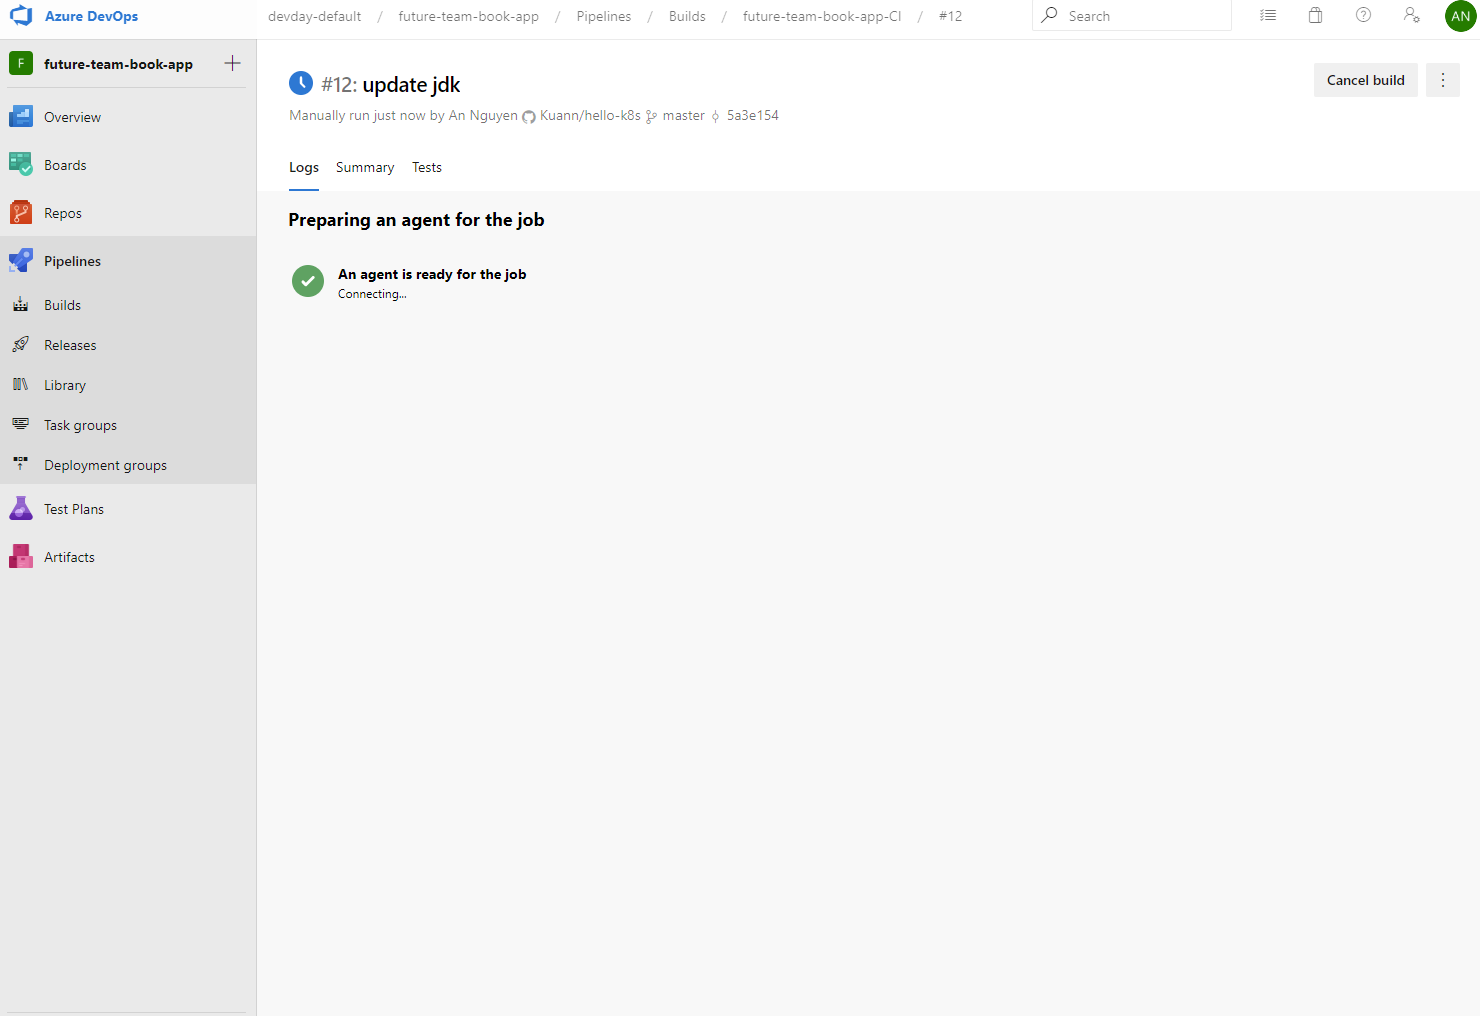 Azure DevOps
devday-default / future-team-book-app / Pipelines / Builds / future-team-book-app-CI / #12
Search
AN
F future-team-book-app
Overview
Boards
Repos
Pipelines
Builds
Releases
Library
Task groups
Deployment groups
Test Plans
Artifacts
#12: update jdk
Cancel build
Manually run just now by An Nguyen Kuann/hello-k8s master 5a3e154
Logs Summary Tests
Preparing an agent for the job
An agent is ready for the job
Connecting...